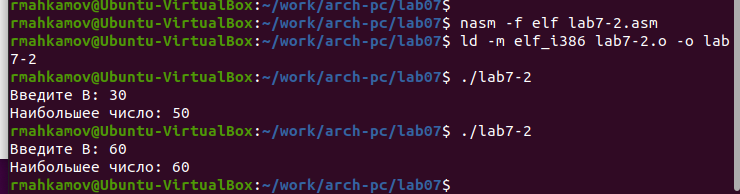 rmahkamov@Ubuntu-VirtualBox:~/work/arch-pc/lab07$
rmahkamov@Ubuntu-VirtualBox:~/work/arch-pc/lab07$ nasm -f elf lab7-2.asm
rmahkamov@Ubuntu-VirtualBox:~/work/arch-pc/lab07$ ld -m elf_i386 lab7-2.o -o lab
7-2
rmahkamov@Ubuntu-VirtualBox:~/work/arch-pc/lab07$ ./lab7-2
Введите B: 30
Наибольшее число: 50
rmahkamov@Ubuntu-VirtualBox:~/work/arch-pc/lab07$ ./lab7-2
Введите B: 60
Наибольшее число: 60
rmahkamov@Ubuntu-VirtualBox:~/work/arch-pc/lab07$